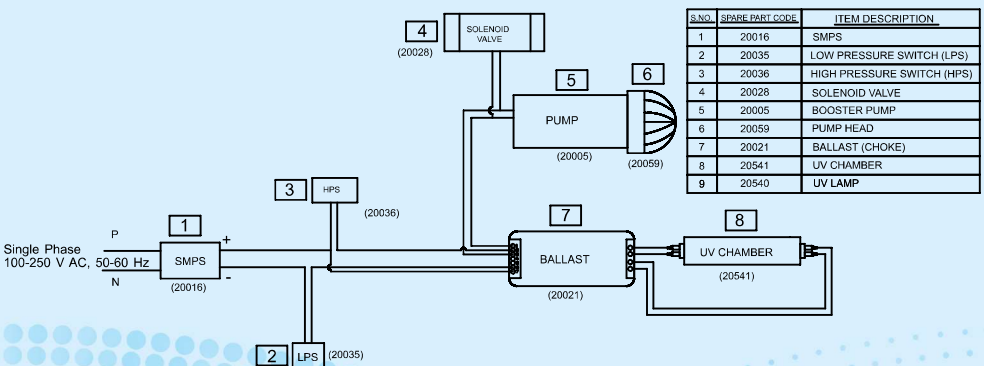 4
SOLENOID
VALVE
(20028)
5
6
PUMP
(20005)
(20059)
S.NO. SPARE PART CODE ITEM DESCRIPTION
1 20016 SMPS
2 20035 LOW PRESSURE SWITCH (LPS)
3 20036 HIGH PRESSURE SWITCH (HPS)
4 20028 SOLENOID VALVE
5 20005 BOOSTER PUMP
6 20059 PUMP HEAD
7 20021 BALLAST (CHOKE)
8 20541 UV CHAMBER
9 20540 UV LAMP
3
HPS
(20036)
Single Phase
100-250 V AC, 50-60 Hz
P
N
1
SMPS
+
-
(20016)
7
BALLAST
(20021)
8
UV CHAMBER
(20541)
2
LPS
(20035)